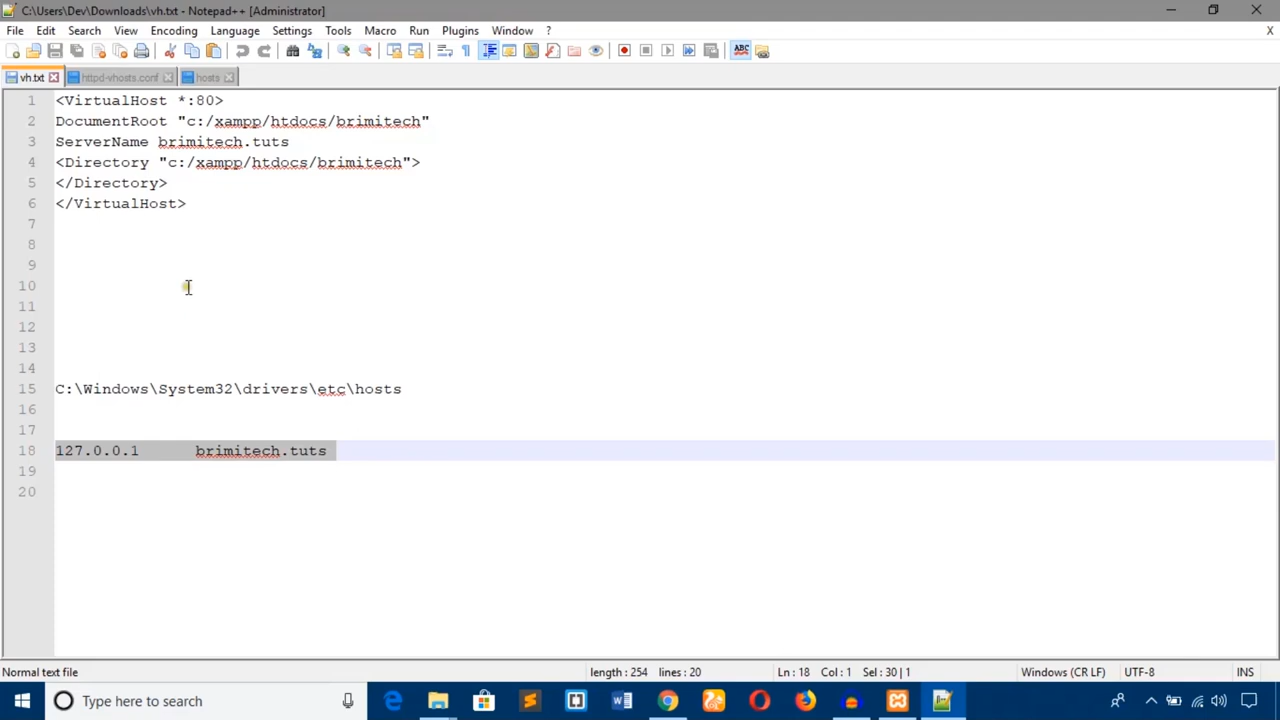 C:\Users\Dev\Downloads\vh.txt - Notepad++ [Administrator]
File Edit Search View Encoding Language Settings Tools Macro Run Plugins Window ? X
ABC
vh.txt httpd-vhosts.conf hosts
1 <VirtualHost *:80>
2 DocumentRoot "c:/xampp/htdocs/brimitech"
3 ServerName brimitech.tuts
4 <Directory "c:/xampp/htdocs/brimitech">
5 </Directory>
6 </VirtualHost>
7
8
9
10
11
12
13
14
15 C:\Windows\System32\drivers\etc\hosts
16
17
18 127.0.0.1 brimitech.tuts
19
20
Normal text file length : 254 lines : 20 Ln : 18 Col : 1 Sel : 30 | 1 Windows (CR LF) UTF-8 INS
Type here to search